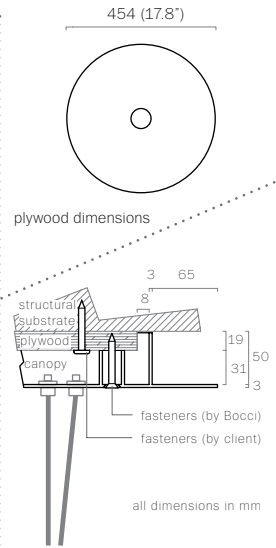 454 (17.8")
plywood dimensions
3 65
8
structural
substrate
plywood
canopy
19
31
50
3
fasteners (by Bocci)
fasteners (by client)
all dimensions in mm